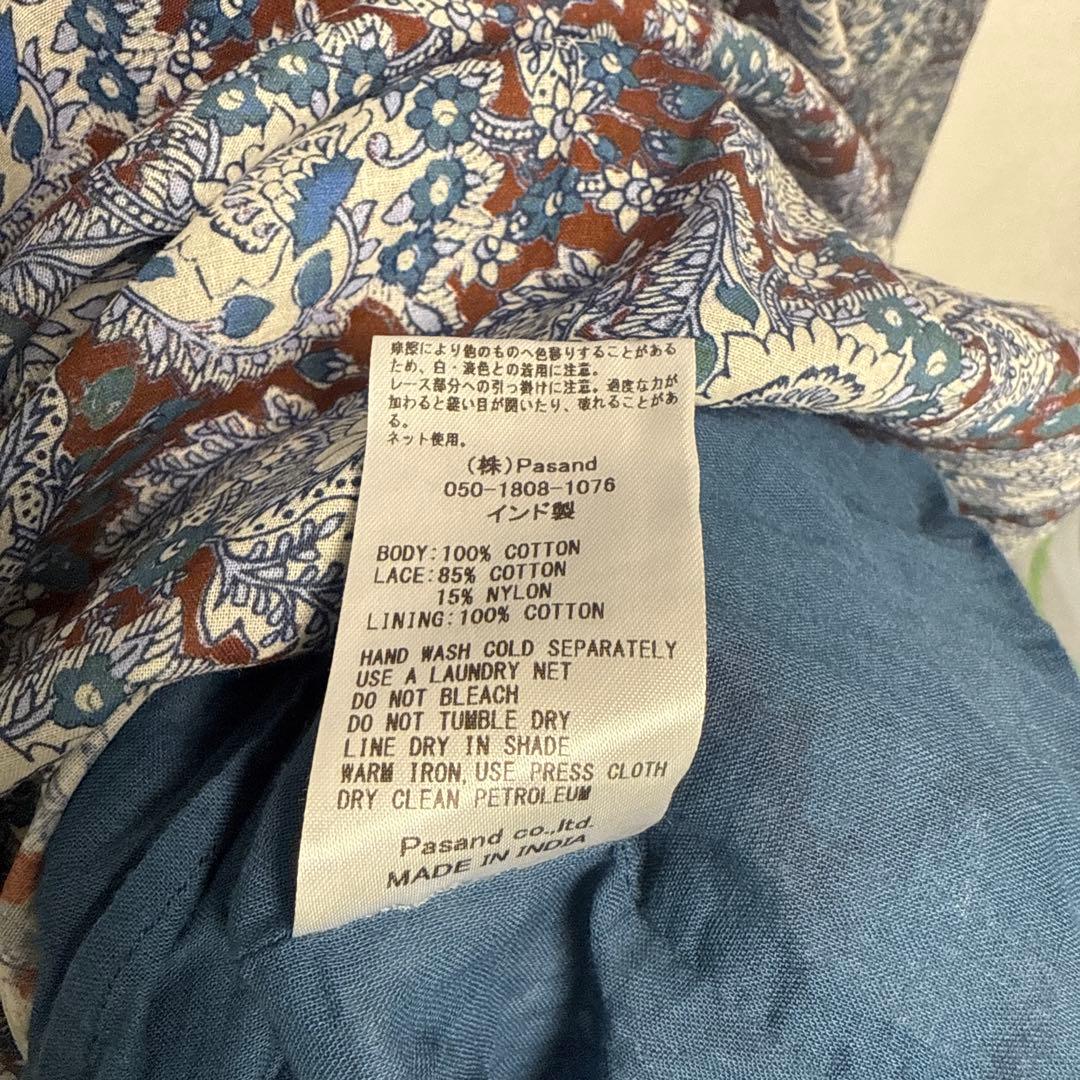 摩擦により他のものへ色移りすることがある
ため、白・淡色との着用に注意。
レース部分への引っ掛けに注意。過度な力が
加わると縫い目が開いたり、破れることがあ
る。
ネット使用。
(株)Pasand
050-1808-1076
インド製
BODY:100% COTTON
LACE:85% COTTON
15% NYLON
LINING:100% COTTON
HAND WASH COLD SEPARATELY
USE A LAUNDRY NET
DO NOT BLEACH
DO NOT TUMBLE DRY
LINE DRY IN SHADE
WARM IRON,USE PRESS CLOTH
DRY CLEAN PETROLEUM
Pasand co.,ltd.
MADE IN INDIA